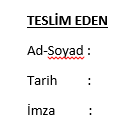 TESLİM EDEN
Ad-Soyad :
Tarih :
İmza :